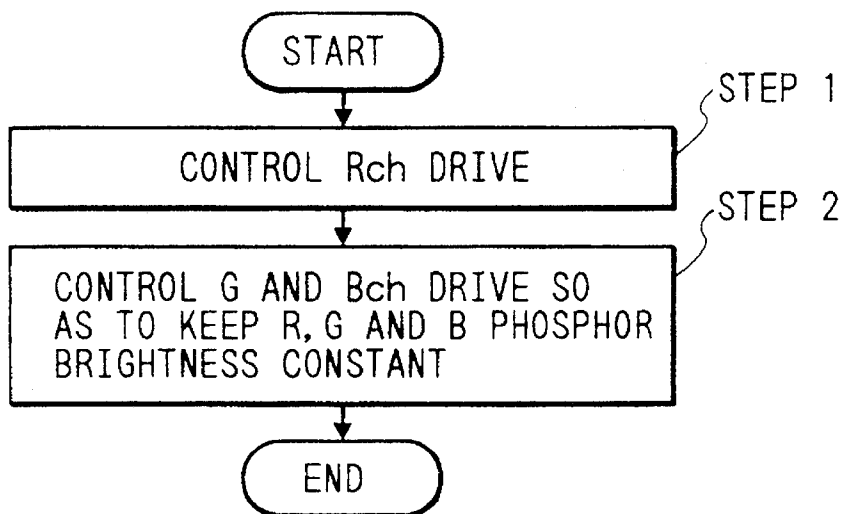 START
STEP 1
CONTROL Rch DRIVE
STEP 2
CONTROL G AND Bch DRIVE SO
AS TO KEEP R, G AND B PHOSPHOR
BRIGHTNESS CONSTANT
END